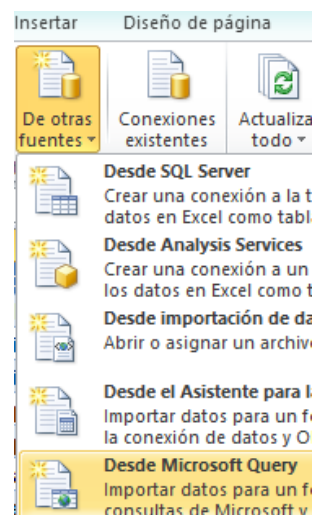 Insertar Diseño de página
De otras fuentes
Conexiones existentes
Actualiza
todo
Desde SQL Server
Crear una conexión a la t
datos en Excel como tabl
Desde Analysis Services
Crear una conexión a un
los datos en Excel como t
Desde importación de da
Abrir o asignar un archiv
Desde el Asistente para l
Importar datos para un f
la conexión de datos y O
Desde Microsoft Query
Importar datos para un f
consultas de Microsoft y